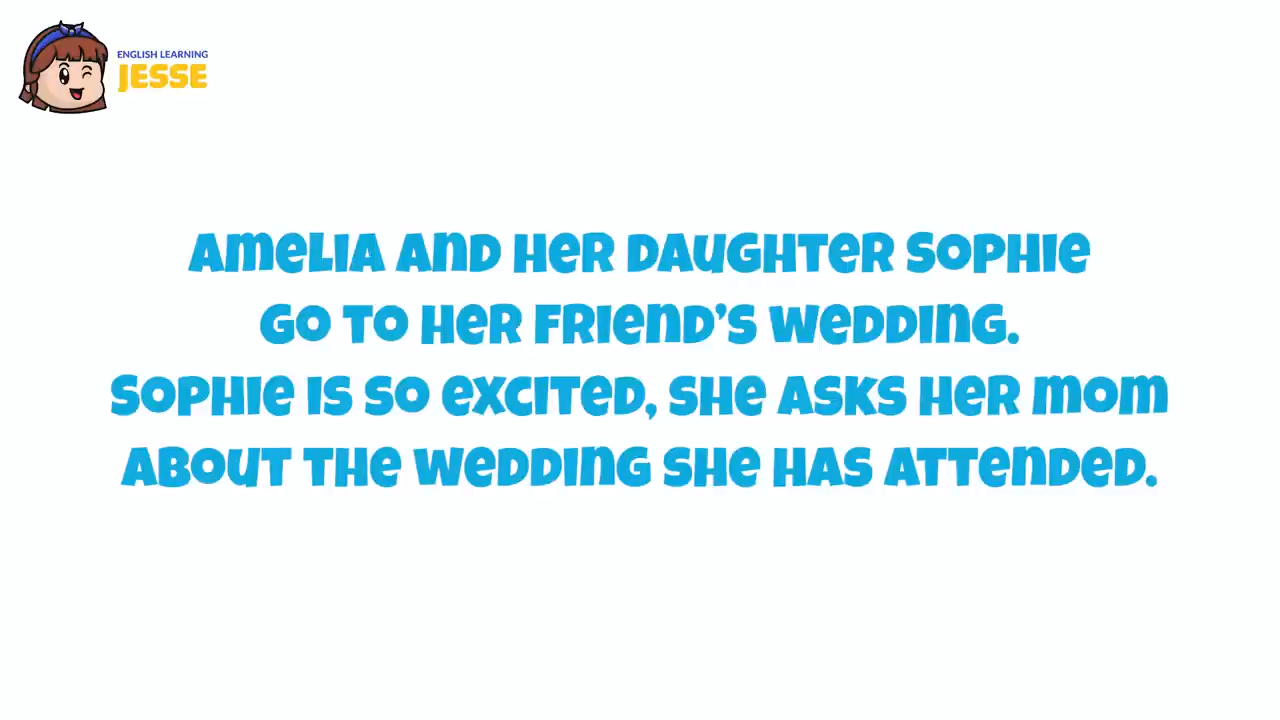 ENGLISH LEARNING
JESSE
Amelia and her daughter Sophie
go to her friend’s wedding.
Sophie is so excited, she asks her mom
about the wedding she has attended.